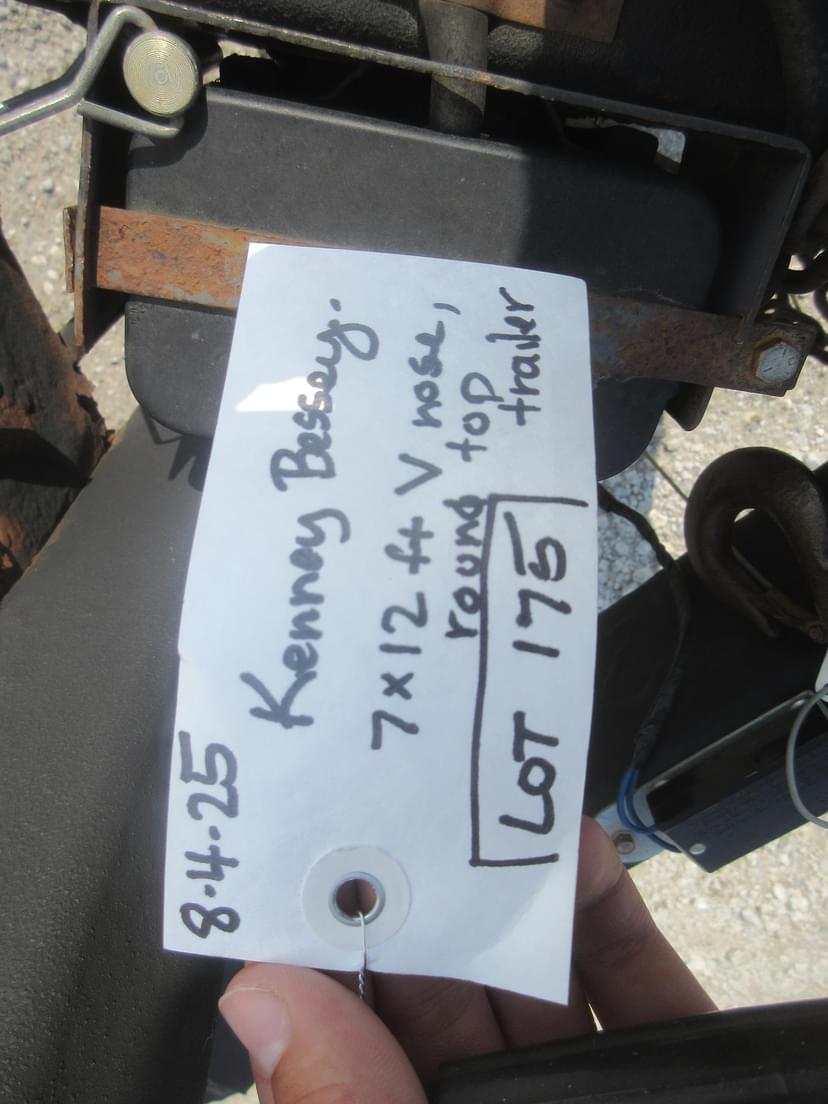 8-4-25
Kenney Bessey.
7x12 ft V nose,
round top
trailer
LOT 175